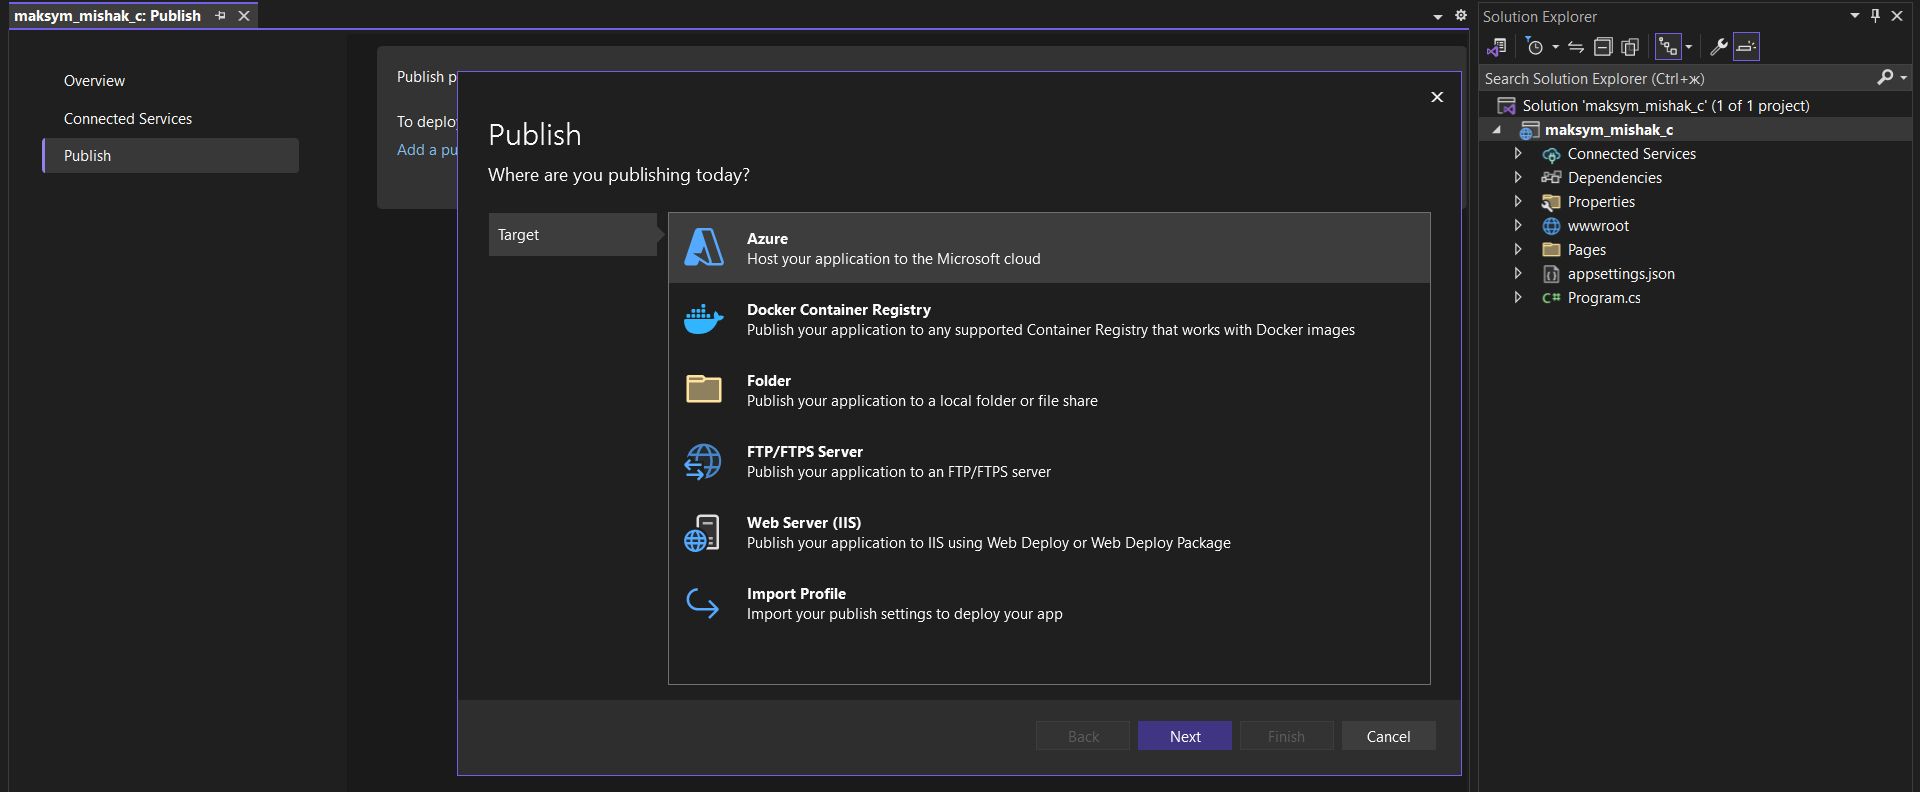 maksym_mishak_c: Publish
Overview
Connected Services
Publish
Publish p
To deplo
Add a pu
Publish
Where are you publishing today?
Target
Azure
Host your application to the Microsoft cloud
Docker Container Registry
Publish your application to any supported Container Registry that works with Docker images
Folder
Publish your application to a local folder or file share
FTP/FTPS Server
Publish your application to an FTP/FTPS server
Web Server (IIS)
Publish your application to IIS using Web Deploy or Web Deploy Package
Import Profile
Import your publish settings to deploy your app
Back
Next
Finish
Cancel
Solution Explorer
Search Solution Explorer (Ctrl+ж)
Solution 'maksym_mishak_c' (1 of 1 project)
maksym_mishak_c
Connected Services
Dependencies
Properties
wwwroot
Pages
appsettings.json
C# Program.cs